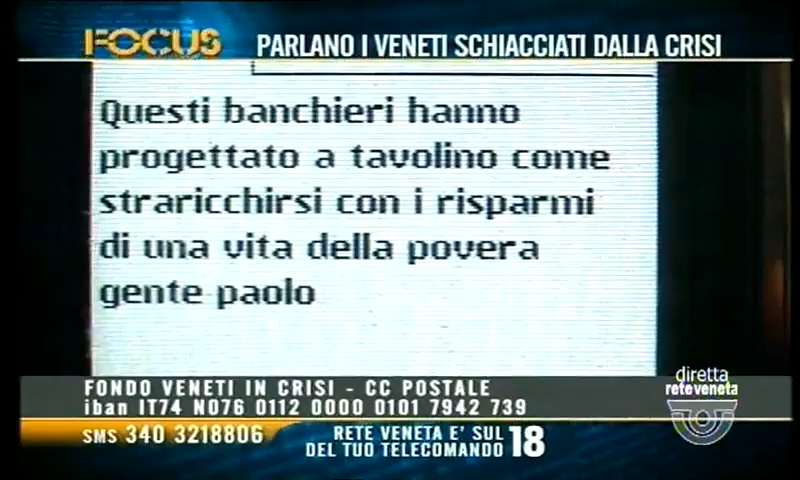 FOCUS PARLANO I VENETI SCHIACCIATI DALLA CRISI
Questi banchieri hanno
progettato a tavolino come
straricchirsi con i risparmi
di una vita della povera
gente paolo
FONDO VENETI IN CRISI - CC POSTALE
iban IT74 N076 0112 0000 0101 7942 739
diretta
reteveneta
SMS 340 3218806
RETE VENETA E' SUL
DEL TUO TELECOMANDO 18